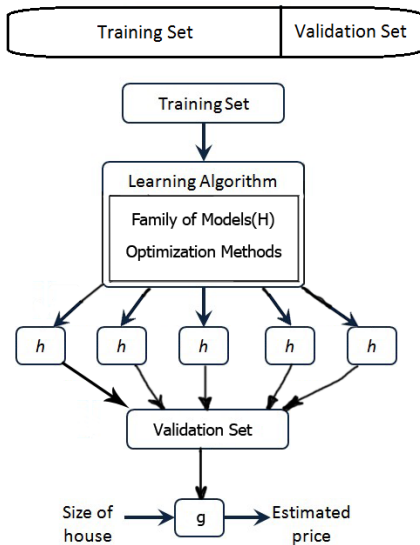 Training Set Validation Set
Training Set
Learning Algorithm
Family of Models(H)
Optimization Methods
h h h h h
Validation Set
Size of house
g
Estimated price